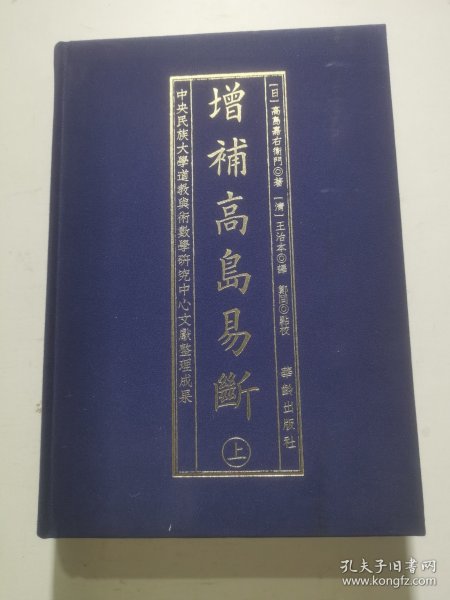 [日]高島嘉右衛門◎著 [清]王治本◎譯 鄭同◎點校 華齡出版社
增補高島易斷
上
中央民族大學道教與術數學研究中心文獻整理成果
孔夫子旧书网
www.kongfz.com